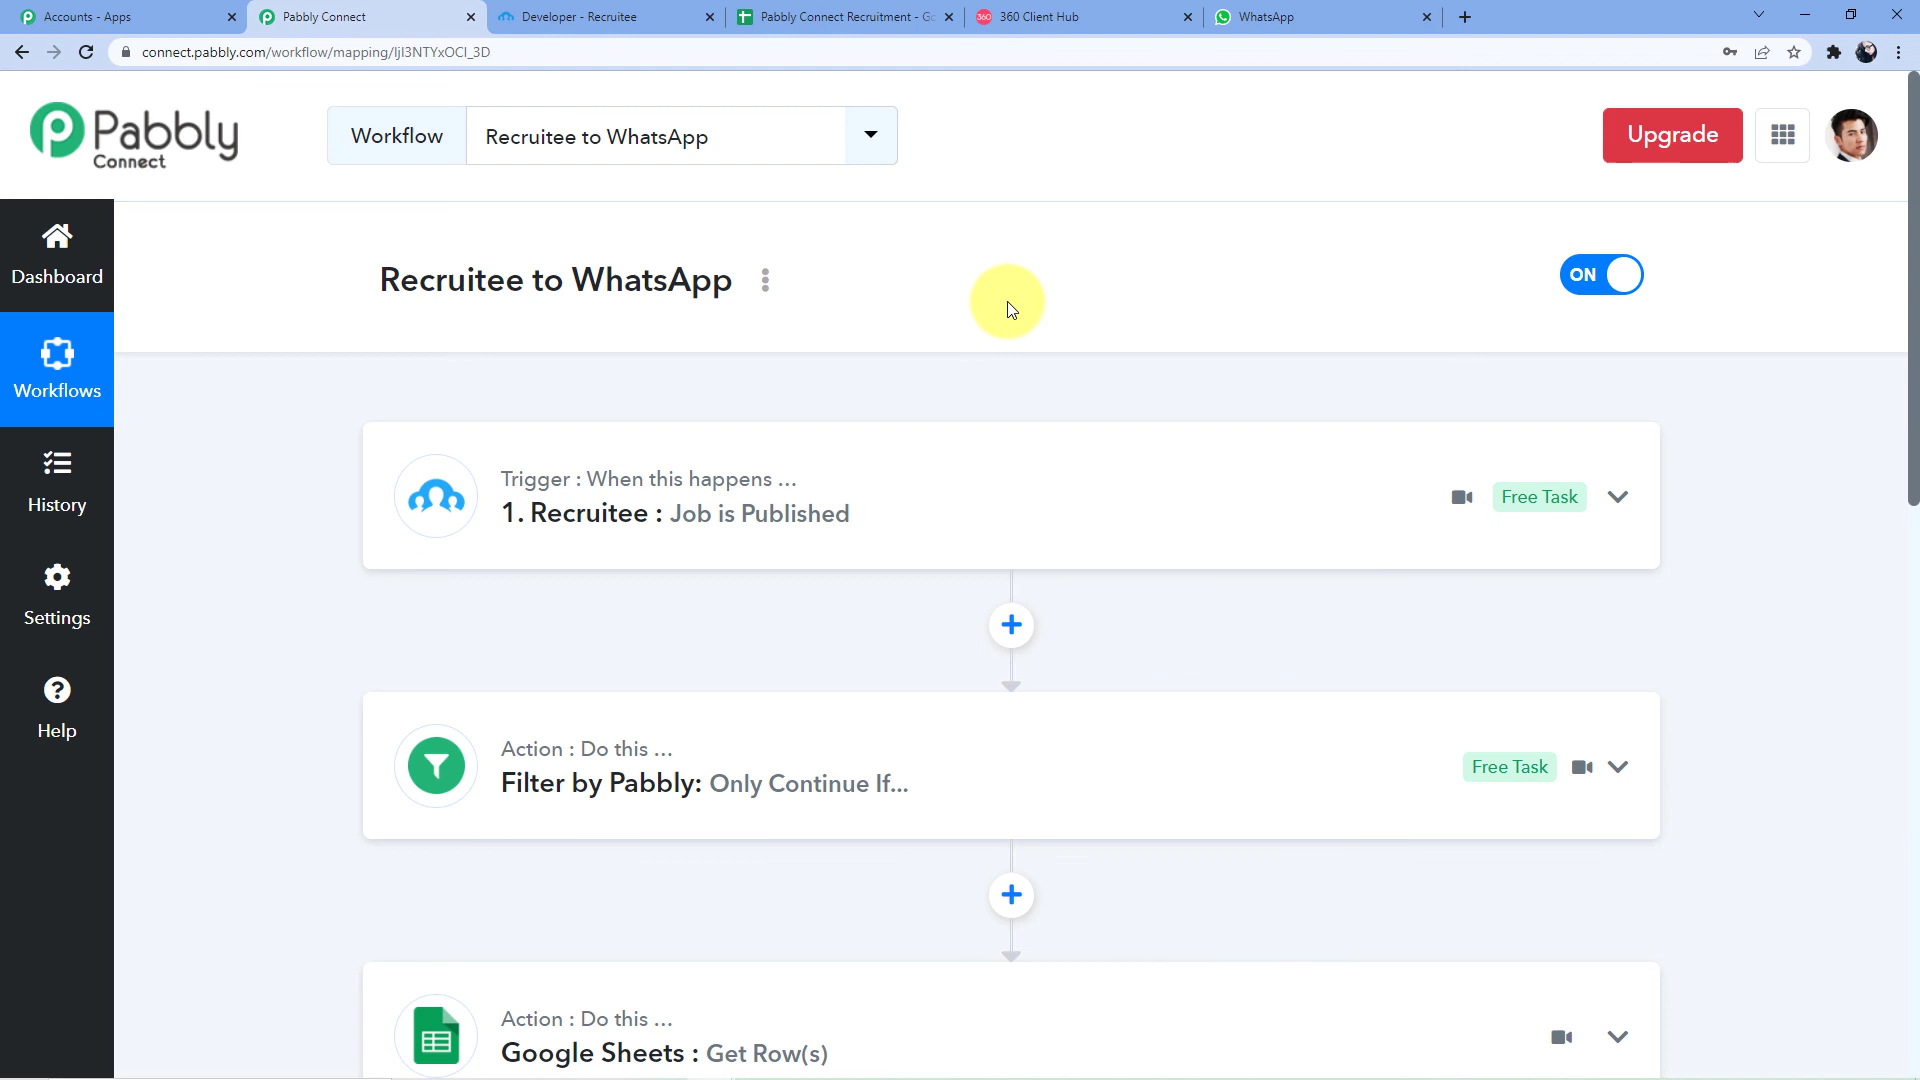 Accounts - Apps
Pabbly Connect
Developer - Recruitee
Pabbly Connect Recruitment - Go
360
360 Client Hub
WhatsApp
connect.pabbly.com/workflow/mapping/
Pabbly
Connect
Workflow
Recruitee to WhatsApp
Upgrade
Dashboard
Workflows
History
Settings
Help
Recruitee to WhatsApp
ON
Trigger : When this happens ...
1. Recruitee : Job is Published
Free Task
Action : Do this ...
Filter by Pabbly: Only Continue If...
Free Task
Action : Do this ...
Google Sheets : Get Row(s)